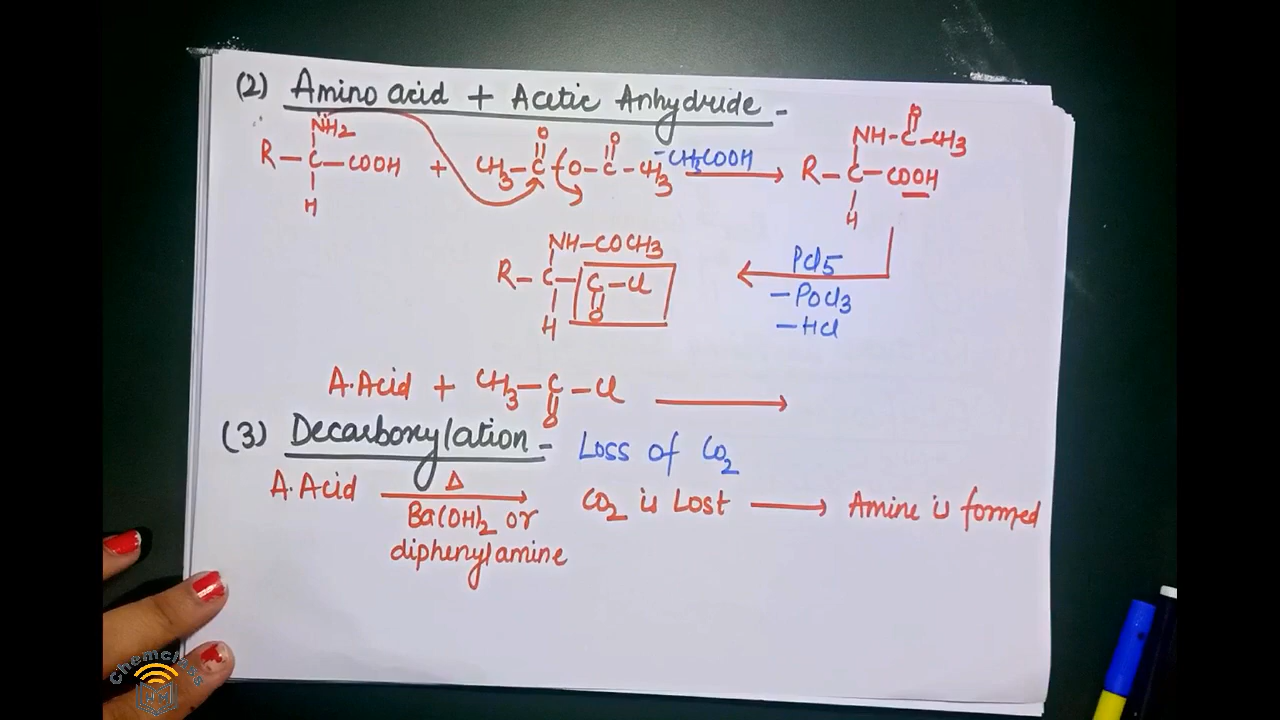 (2) Amino acid + Acetic Anhydride -
NH2
R-C-COOH + CH3-C-O-C-CH3 -CH3COOH
O O
H
O
NH-C-CH3
R-C-COOH
H
NH-COCH3
R-C-C-Cl
O
H
PCl5
-POCl3
-HCl
A.Acid + CH3-C-Cl
O
(3) Decarboxylation - Loss of CO2
A.Acid Δ CO2 is Lost → Amine is formed
Ba(OH)2 or
diphenylamine
Chemclass